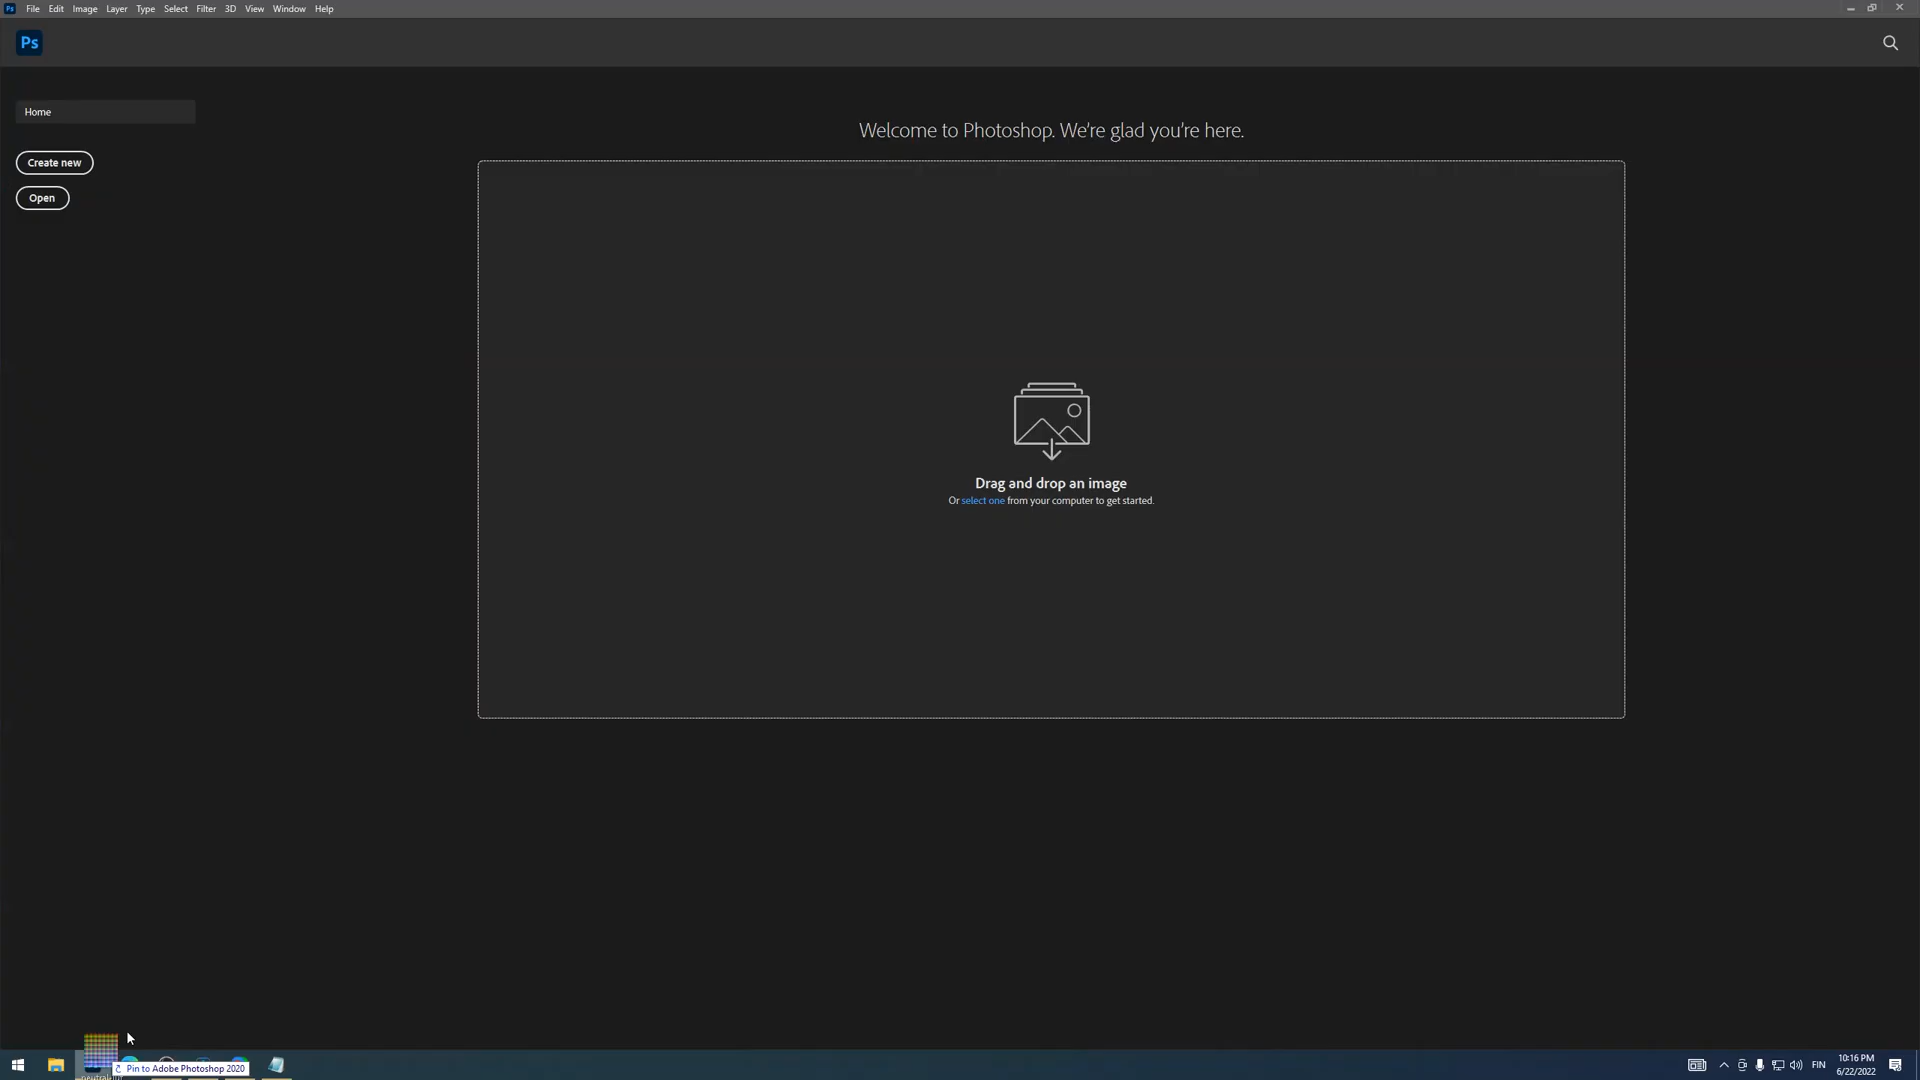 Ps File Edit Image Layer Type Select Filter 3D View Window Help
Ps
Home
Create new
Open
Welcome to Photoshop. We're glad you're here.
Drag and drop an image
Or select one from your computer to get started.
Pin to Adobe Photoshop 2020
FIN
10:16 PM
6/22/2022